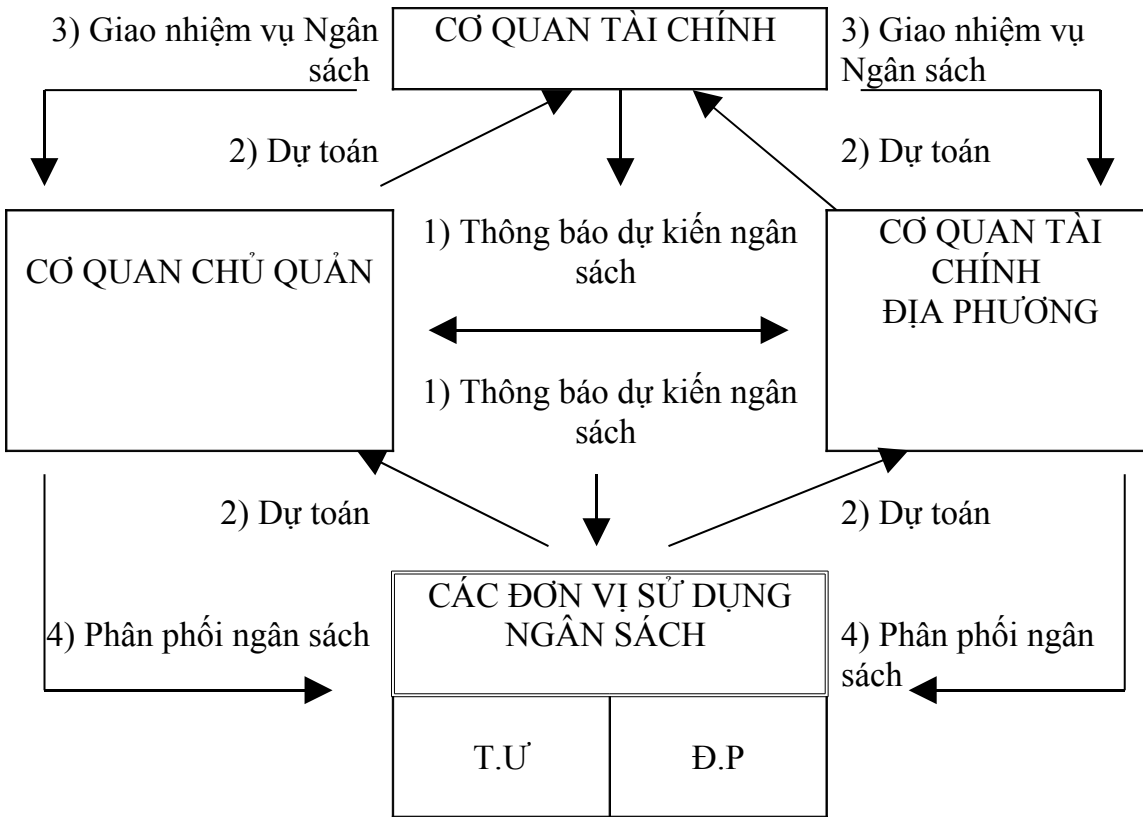 3) Giao nhiệm vụ Ngân
sách
CƠ QUAN TÀI CHÍNH
3) Giao nhiệm vụ
Ngân sách
2) Dự toán
2) Dự toán
CƠ QUAN CHỦ QUẢN
1) Thông báo dự kiến ngân
sách
CƠ QUAN TÀI
CHÍNH
ĐỊA PHƯƠNG
1) Thông báo dự kiến ngân
sách
2) Dự toán
2) Dự toán
CÁC ĐƠN VỊ SỬ DỤNG
NGÂN SÁCH
4) Phân phối ngân sách
4) Phân phối ngân
sách
T.Ư
Đ.P